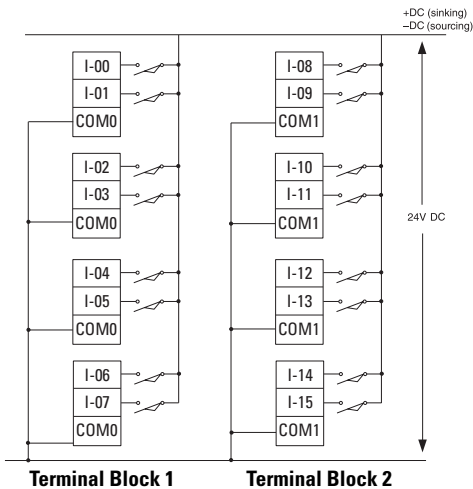 +DC (sinking)
–DC (sourcing)
I-00
I-01
COM0
I-02
I-03
COM0
I-04
I-05
COM0
I-06
I-07
COM0
Terminal Block 1
I-08
I-09
COM1
I-10
I-11
COM1
I-12
I-13
COM1
I-14
I-15
COM1
Terminal Block 2
24V DC